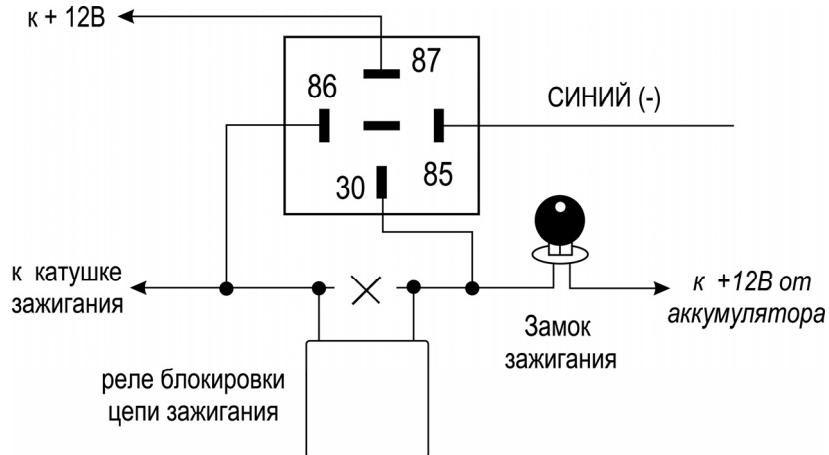 к + 12В
87
86
СИНИЙ (-)
30
85
к катушке
зажигания
к +12В от
аккумулятора
Замок
зажигания
реле блокировки
цепи зажигания